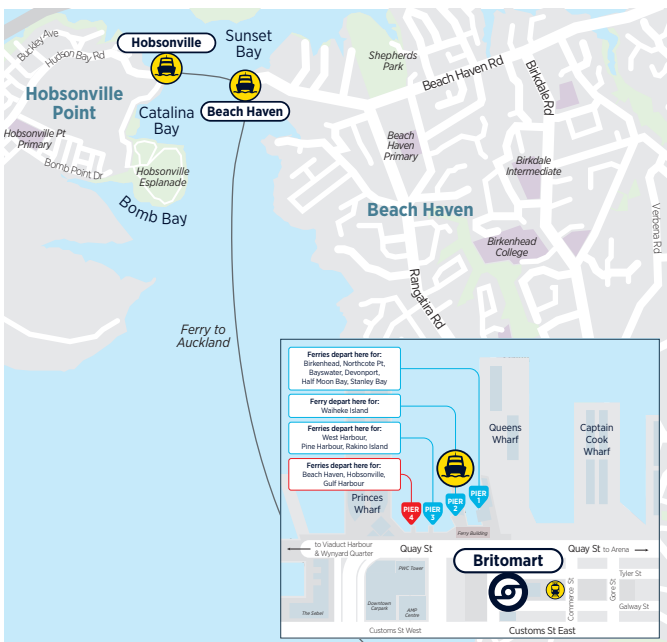 Buckley Ave
Hudson Bay Rd
Hobsonville
Sunset
Bay
Hobsonville
Point
Catalina
Bay
Beach Haven
Hobsonville Pt
Primary
Bomb Point Dr
Hobsonville
Esplanade
Bomb Bay
Shepherds
Park
Beach Haven Rd
Birkdale Rd
Beach
Haven
Primary
Birkdale
Intermediate
Beach Haven
Verbena Rd
Birkenhead
College
Rangatira Rd
Ferry to
Auckland
Ferries depart here for:
Birkenhead, Northcote Pt,
Bayswater, Devonport,
Half Moon Bay, Stanley Bay
Ferry depart here for:
Waiheke Island
Ferries depart here for:
West Harbour,
Pine Harbour, Rakino Island
Ferries depart here for:
Beach Haven, Hobsonville,
Gulf Harbour
Queens
Wharf
Captain
Cook
Wharf
Princes
Wharf
PIER
4
PIER
3
PIER
2
PIER
1
Ferry Building
to Viaduct Harbour
& Wynyard Quarter
Quay St
Quay St to Arena
Britomart
PWC Tower
Tyler St
Commerce St
Gore St
Galway St
Downtown
Carpark
AMP
Centre
The Sebel
Customs St West
Customs St East